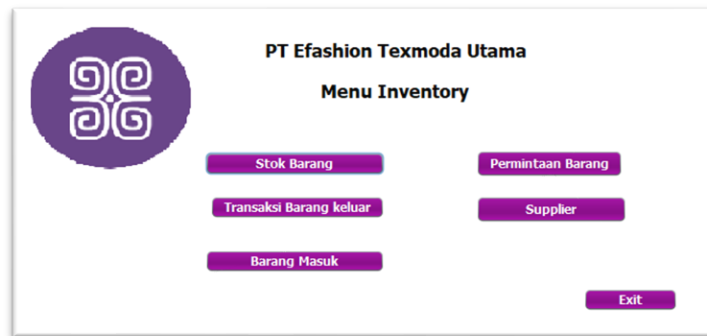 PT Efashion Texmoda Utama
Menu Inventory
Stok Barang
Permintaan Barang
Transaksi Barang keluar
Supplier
Barang Masuk
Exit